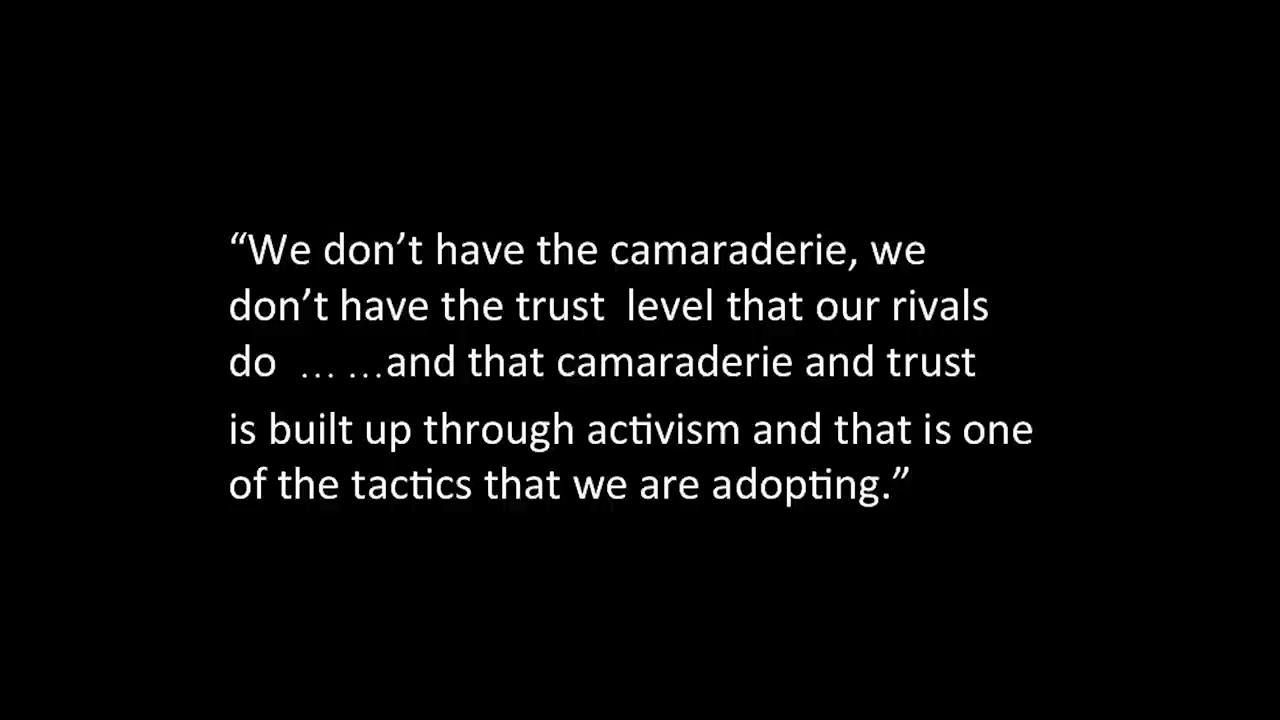 “We don’t have the camaraderie, we
don’t have the trust  level that our rivals
do  … …and that camaraderie and trust
is built up through activism and that is one
of the tactics that we are adopting.”